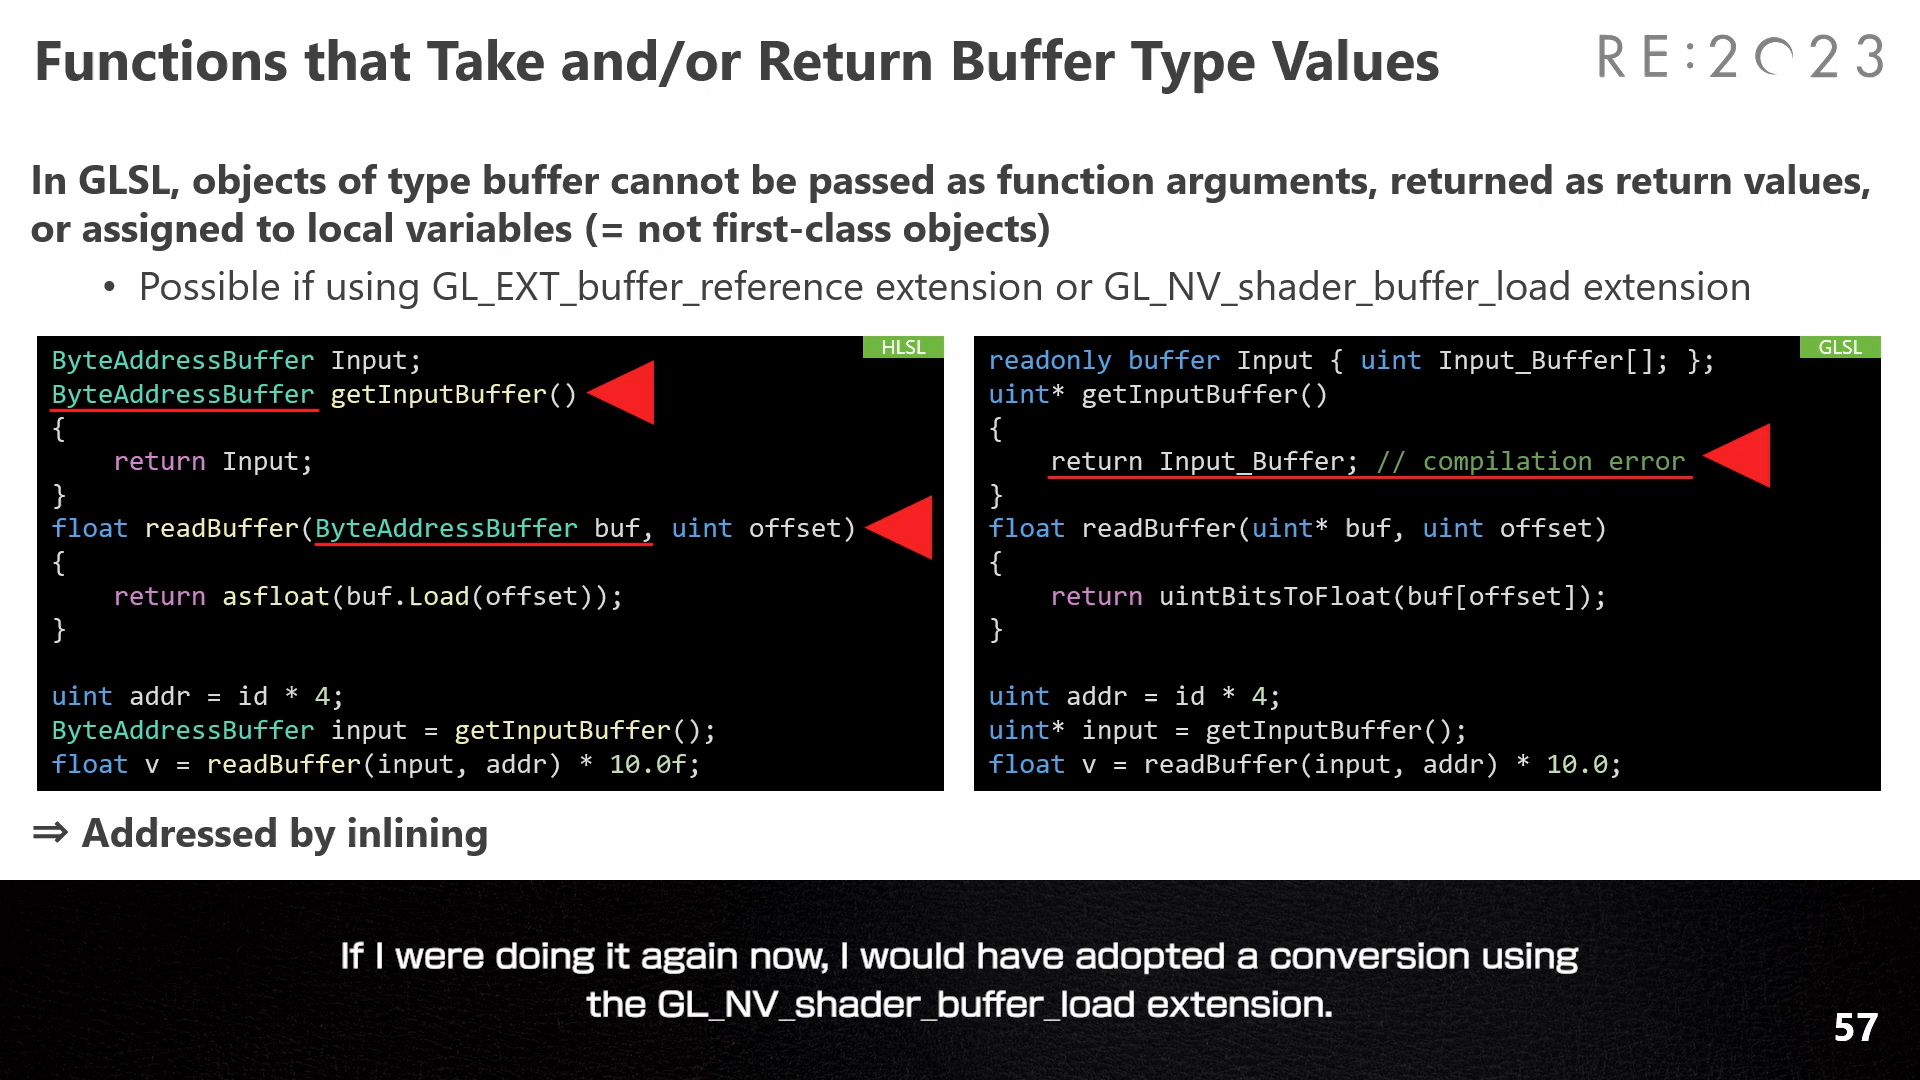 Functions that Take and/or Return Buffer Type Values
RE:2023
In GLSL, objects of type buffer cannot be passed as function arguments, returned as return values,
or assigned to local variables (= not first-class objects)
• Possible if using GL_EXT_buffer_reference extension or GL_NV_shader_buffer_load extension
HLSL
ByteAddressBuffer Input;
ByteAddressBuffer getInputBuffer()
{
    return Input;
}
float readBuffer(ByteAddressBuffer buf, uint offset)
{
    return asfloat(buf.Load(offset));
}
uint addr = id * 4;
ByteAddressBuffer input = getInputBuffer();
float v = readBuffer(input, addr) * 10.0f;
GLSL
readonly buffer Input { uint Input_Buffer[]; };
uint* getInputBuffer()
{
    return Input_Buffer; // compilation error
}
float readBuffer(uint* buf, uint offset)
{
    return uintBitsToFloat(buf[offset]);
}
uint addr = id * 4;
uint* input = getInputBuffer();
float v = readBuffer(input, addr) * 10.0;
⇒ Addressed by inlining
If I were doing it again now, I would have adopted a conversion using
the GL_NV_shader_buffer_load extension.
57